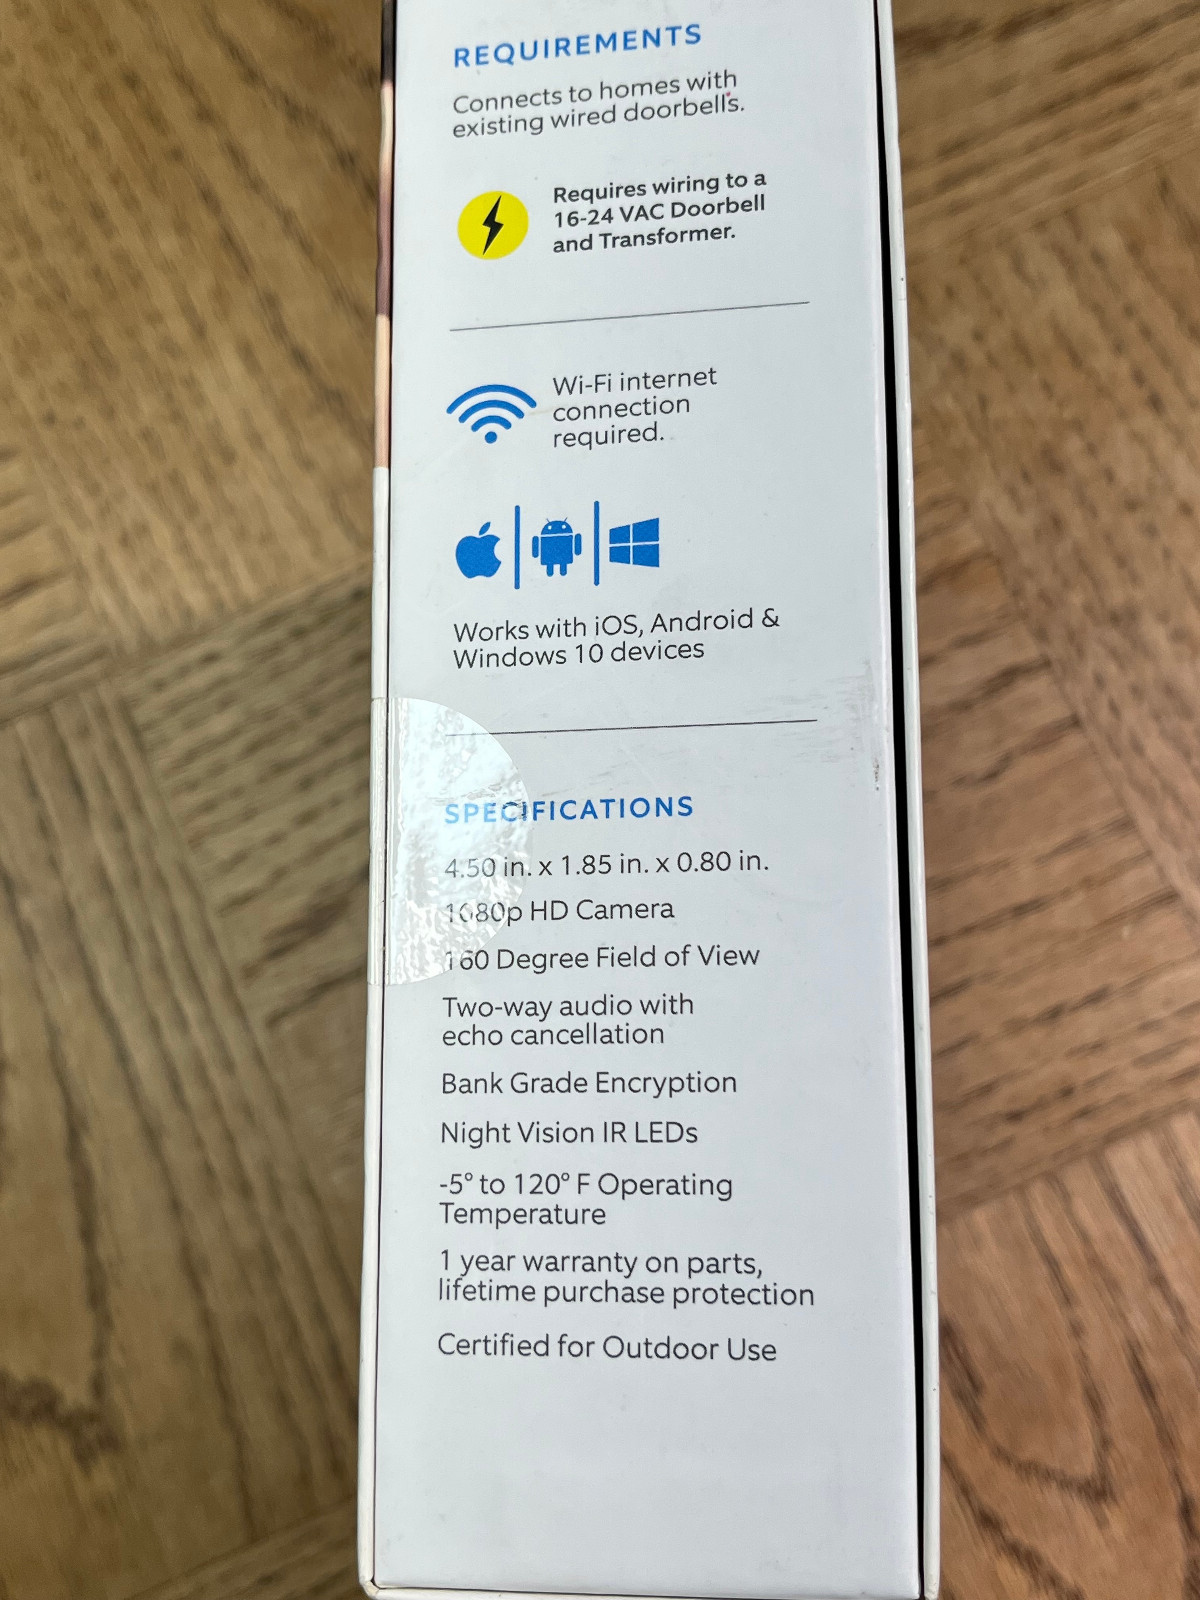 REQUIREMENTS
Connects to homes with
existing wired doorbells.
Requires wiring to a
16-24 VAC Doorbell
and Transformer.
Wi-Fi internet
connection
required.
Works with iOS, Android &
Windows 10 devices
SPECIFICATIONS
4.50 in. x 1.85 in. x 0.80 in.
1080p HD Camera
160 Degree Field of View
Two-way audio with
echo cancellation
Bank Grade Encryption
Night Vision IR LEDs
-5° to 120° F Operating
Temperature
1 year warranty on parts,
lifetime purchase protection
Certified for Outdoor Use